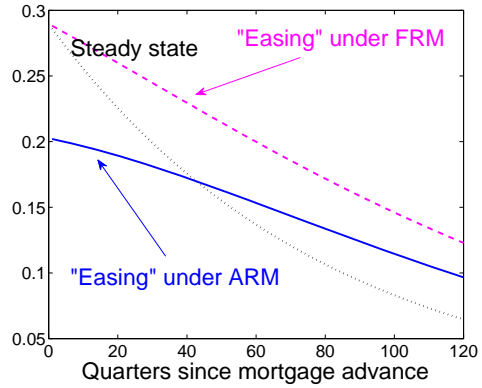 0.3
"Easing" under FRM
Steady state
0.25
0.2
0.15
"Easing" under ARM
0.1
0.05
0 20 40 60 80 100 120
Quarters since mortgage advance